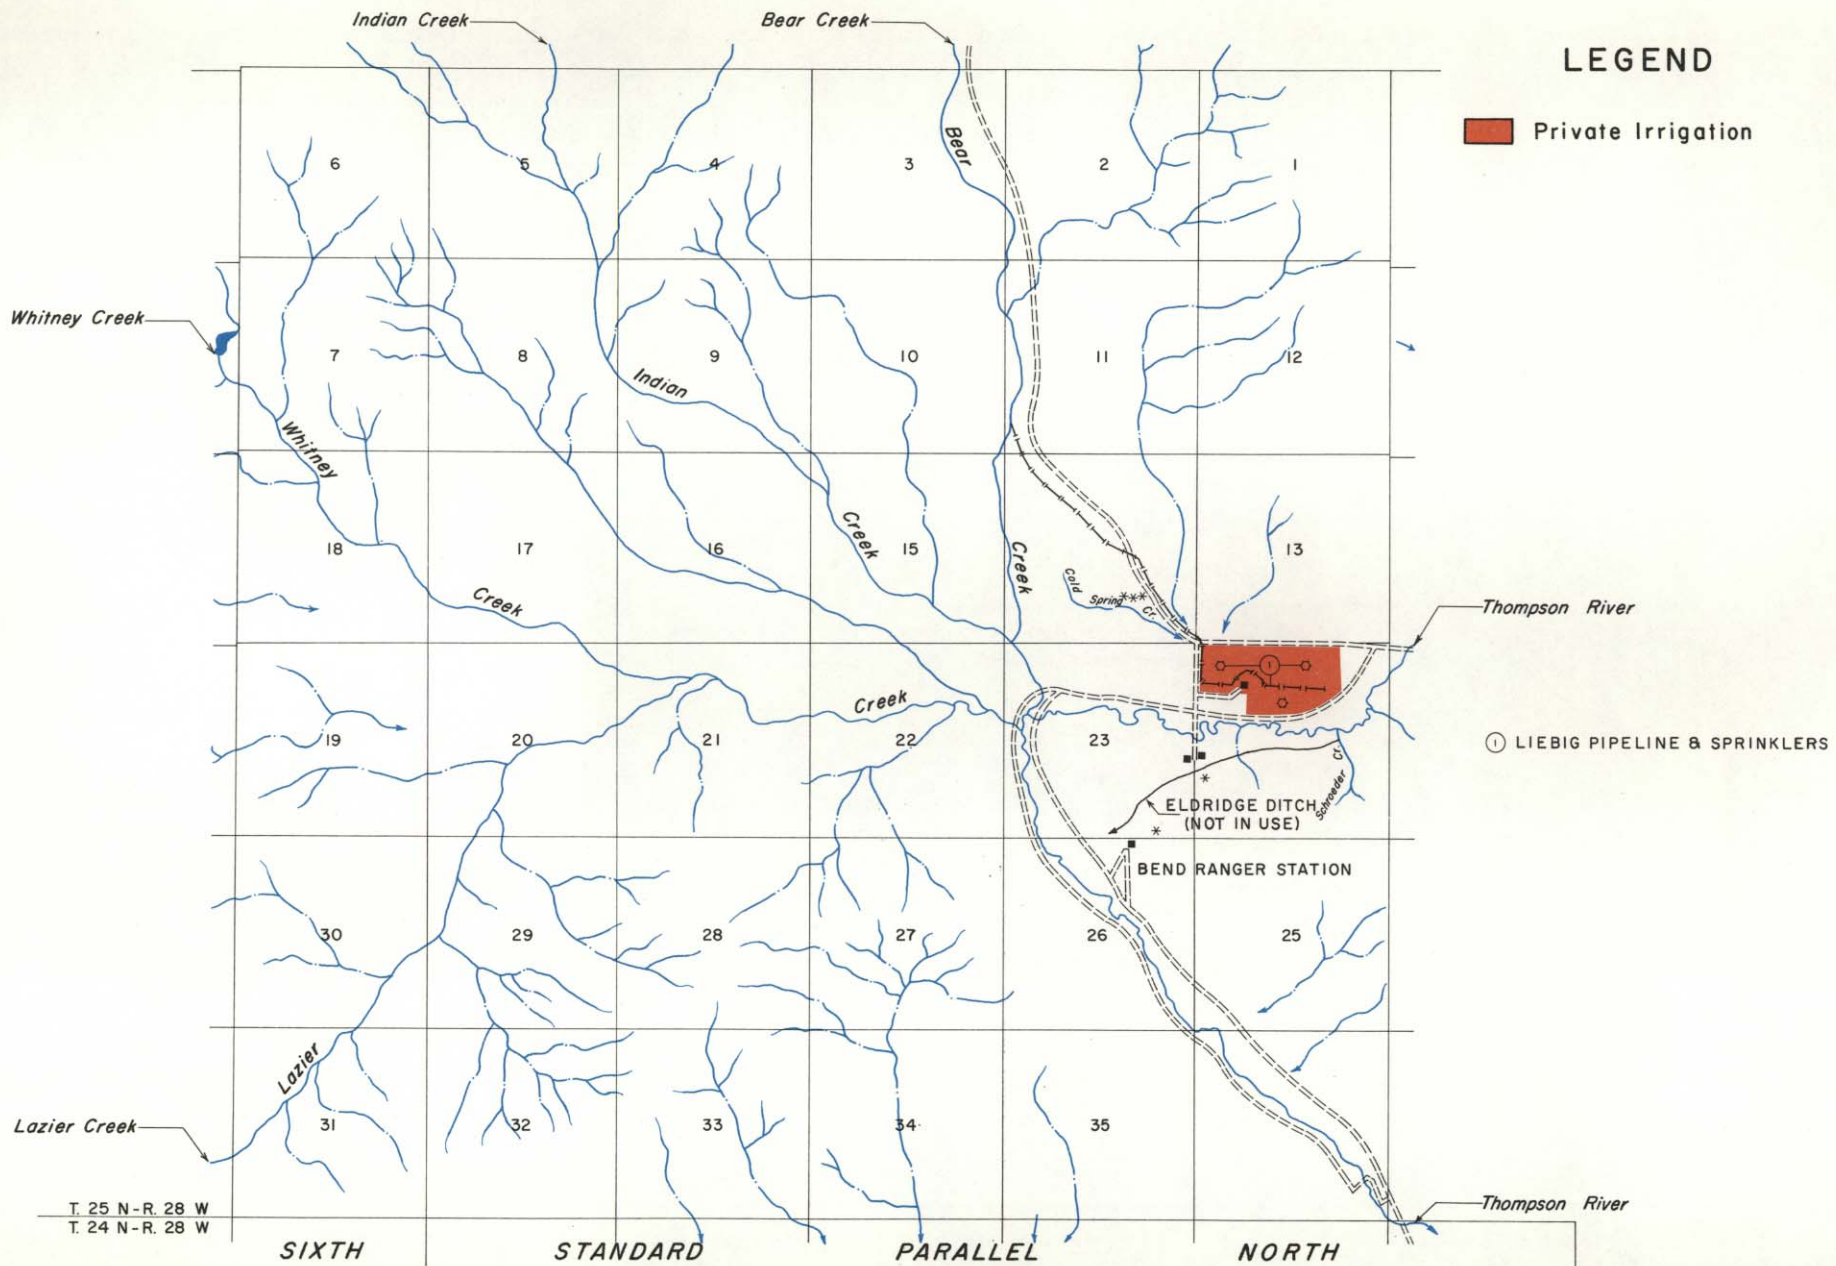 Indian Creek
Bear Creek
LEGEND
Private Irrigation
Bear
6
5
4
3
2
1
Whitney Creek
7
8
9
10
11
12
Indian
Whitney
Creek
Creek
18
17
16
15
13
Cold
Spring
Cr.
Creek
Thompson River
1
Creek
19
20
21
22
23
1 LIEBIG PIPELINE & SPRINKLERS
Schroeder Cr.
ELDRIDGE DITCH
(NOT IN USE)
BEND RANGER STATION
30
29
28
27
26
25
Lazier
Lazier Creek
31
32
33
34
35
T. 25 N-R. 28 W
T. 24 N-R. 28 W
Thompson River
SIXTH STANDARD PARALLEL NORTH